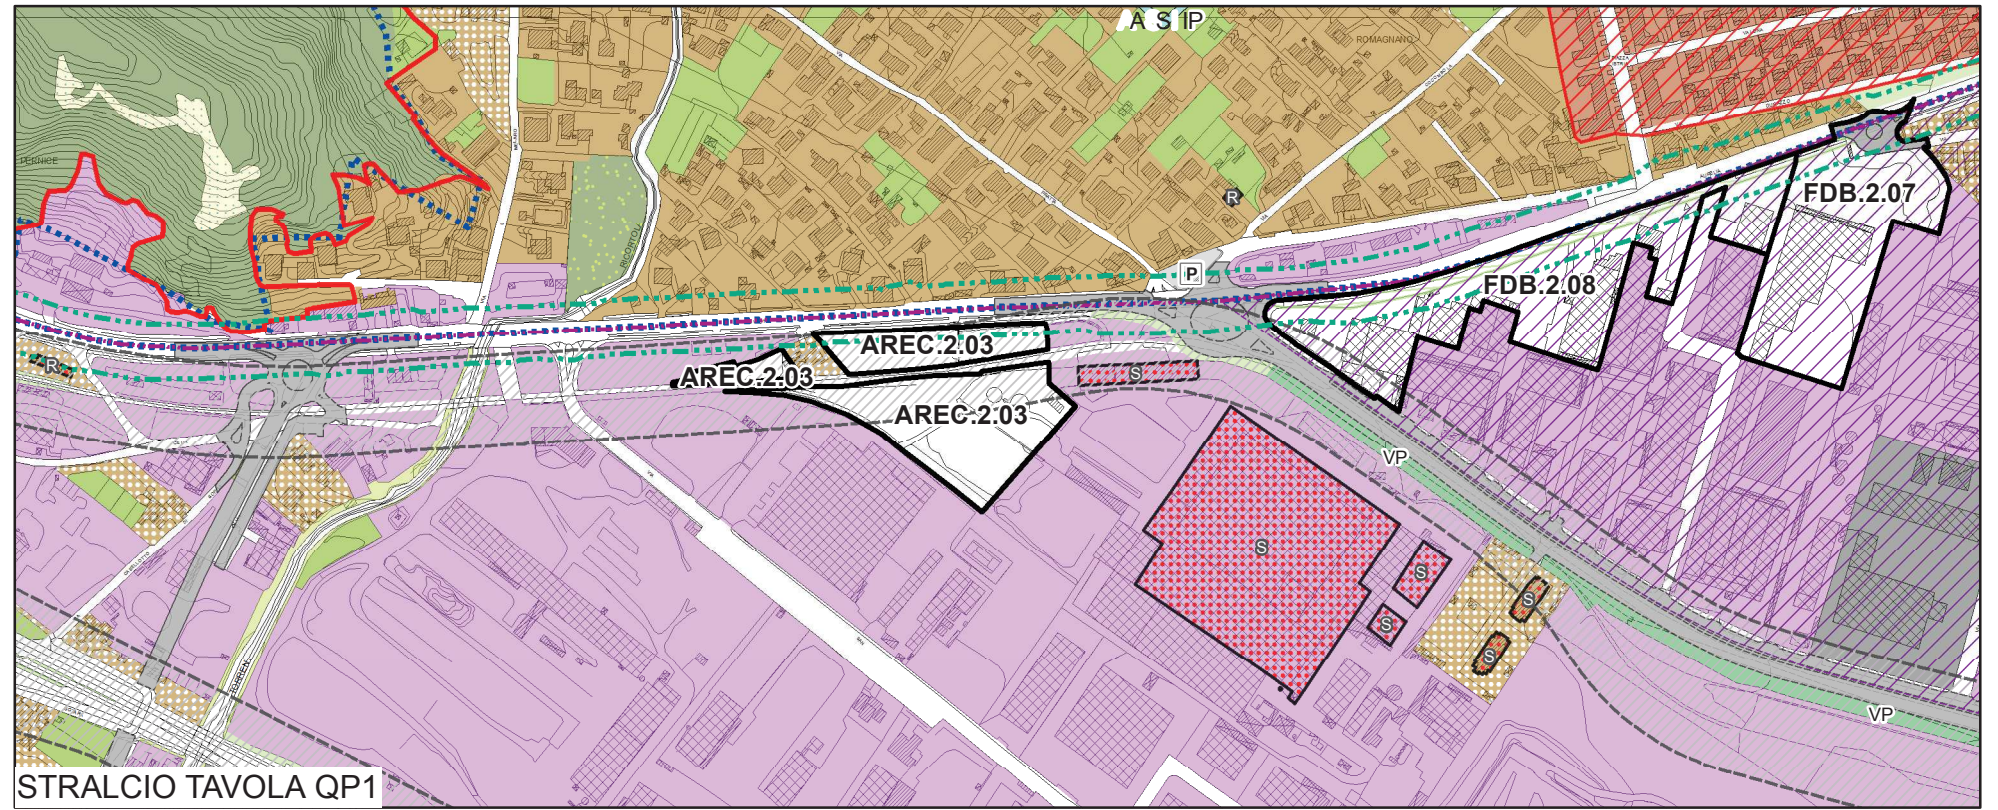 A S IP
ROMAGNANO
PERNICE
R
FDB.2.07
P
FDB.2.08
AREC.2.03
R
AREC.2.03
S
AREC.2.03
VP
S
S
S
S
S
TORREN
VP
STRALCIO TAVOLA QP1